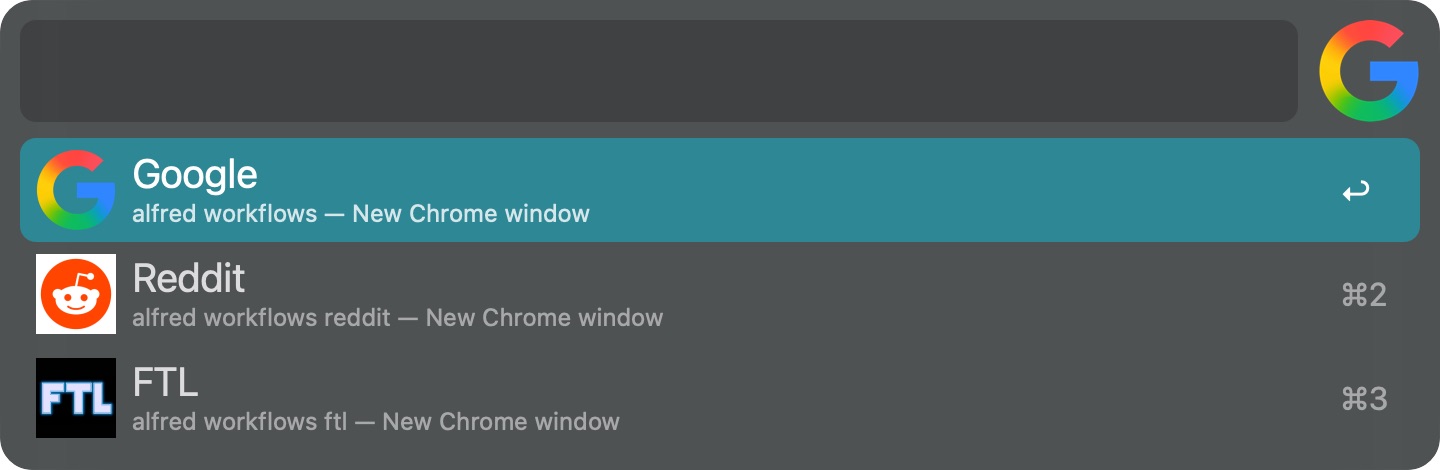 Google
alfred workflows — New Chrome window
Reddit
alfred workflows reddit — New Chrome window
⌘2
FTL
FTL
alfred workflows ftl — New Chrome window
⌘3